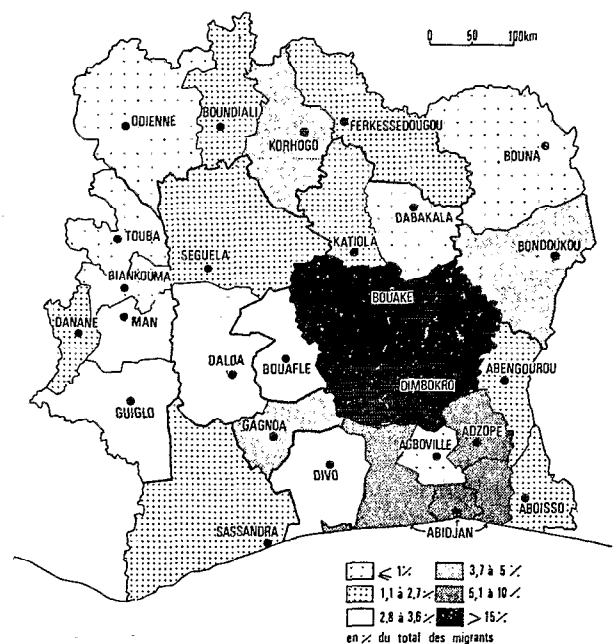 0 50 100km
ODIENNE
BOUNDIALI
KORHOGO
FERKESSEDOUGOU
BOUNA
DABAKALA
TOUBA
SEGUELA
KATIOLA
BONDOUKOU
BIANKOUMA
BOUAKE
DANANE
MAN
DALOA
BOUAFLE
DIMBOKRO
ABENGOUROU
GUIGLO
GAGNOA
AGBOVILLE
ADZOPE
DIVO
SASSANDRA
ABIDJAN
ABOISSO
⩽ 1% 3,7 à 5 %
1,1 à 2,7% 5,1 à 10 %
2,8 à 3,6% > 15%
en % du total des migrants